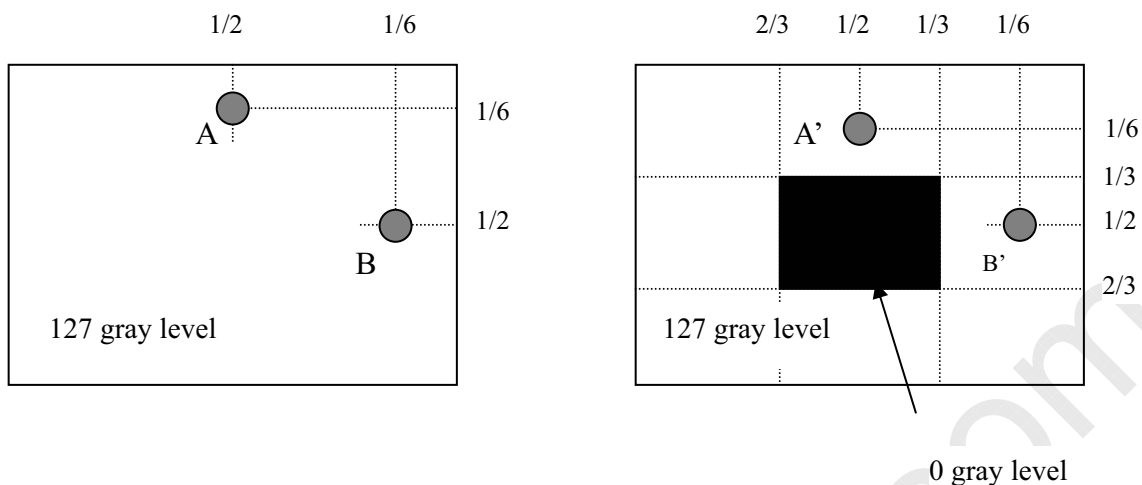 1/2 1/6
2/3 1/2 1/3 1/6
1/6
A
1/2
B
127 gray level
A’
1/6
1/3
1/2
B’
2/3
127 gray level
0 gray level
com